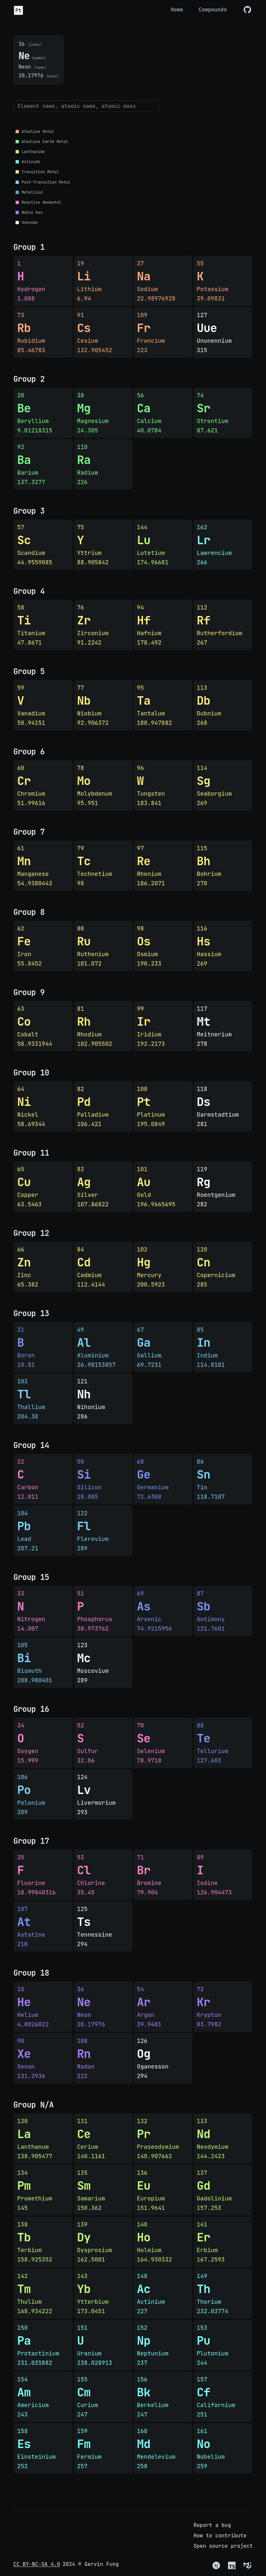 Pt
Home Compounds
36 (index)
Ne (symbol)
Neon (name)
20.17976 (mass)
Element name, atomic name, atomic mass
Alkaline Metal
Alkaline Earth Metal
Lanthanide
Actinide
Transition Metal
Post-Transition Metal
Metalloid
Reactive Nonmetal
Noble Gas
Unknown
Group 1
1 19 37 55
H Li Na K
Hydrogen Lithium Sodium Potassium
1.008 6.94 22.98976928 39.09831
73 91 109 127
Rb Cs Fr Uue
Rubidium Cesium Francium Ununennium
85.46783 132.905452 223 315
Group 2
20 38 56 74
Be Mg Ca Sr
Beryllium Magnesium Calcium Strontium
9.01218315 24.305 40.0784 87.621
92 110
Ba Ra
Barium Radium
137.3277 226
Group 3
57 75 144 162
Sc Y Lu Lr
Scandium Yttrium Lutetium Lawrencium
44.9559085 88.905842 174.96681 266
Group 4
58 76 94 112
Ti Zr Hf Rf
Titanium Zirconium Hafnium Rutherfordium
47.8671 91.2242 178.492 267
Group 5
59 77 95 113
V Nb Ta Db
Vanadium Niobium Tantalum Dubnium
50.94151 92.906372 180.947882 268
Group 6
60 78 96 114
Cr Mo W Sg
Chromium Molybdenum Tungsten Seaborgium
51.99616 95.951 183.841 269
Group 7
61 79 97 115
Mn Tc Re Bh
Manganese Technetium Rhenium Bohrium
54.9380443 98 186.2071 270
Group 8
62 80 98 116
Fe Ru Os Hs
Iron Ruthenium Osmium Hassium
55.8452 101.072 190.233 269
Group 9
63 81 99 117
Co Rh Ir Mt
Cobalt Rhodium Iridium Meitnerium
58.9331944 102.905502 192.2173 278
Group 10
64 82 100 118
Ni Pd Pt Ds
Nickel Palladium Platinum Darmstadtium
58.69344 106.421 195.0849 281
Group 11
65 83 101 119
Cu Ag Au Rg
Copper Silver Gold Roentgenium
63.5463 107.86822 196.9665695 282
Group 12
66 84 102 120
Zn Cd Hg Cn
Zinc Cadmium Mercury Copernicium
65.382 112.4144 200.5923 285
Group 13
31 49 67 85
B Al Ga In
Boron Aluminium Gallium Indium
10.81 26.98153857 69.7231 114.8181
103 121
Tl Nh
Thallium Nihonium
204.38 286
Group 14
32 50 68 86
C Si Ge Sn
Carbon Silicon Germanium Tin
12.011 28.085 72.6308 118.7107
104 122
Pb Fl
Lead Flerovium
207.21 289
Group 15
33 51 69 87
N P As Sb
Nitrogen Phosphorus Arsenic Antimony
14.007 30.973762 74.9215956 121.7601
105 123
Bi Mc
Bismuth Moscovium
208.980401 289
Group 16
34 52 70 88
O S Se Te
Oxygen Sulfur Selenium Tellurium
15.999 32.06 78.9718 127.603
106 124
Po Lv
Polonium Livermorium
209 293
Group 17
35 53 71 89
F Cl Br I
Fluorine Chlorine Bromine Iodine
18.99840316 35.45 79.904 126.904473
107 125
At Ts
Astatine Tennessine
210 294
Group 18
18 36 54 72
He Ne Ar Kr
Helium Neon Argon Krypton
4.0026022 20.17976 39.9481 83.7982
90 108 126
Xe Rn Og
Xenon Radon Oganesson
131.2936 222 294
Group N/A
130 131 132 133
La Ce Pr Nd
Lanthanum Cerium Praseodymium Neodymium
138.905477 140.1161 140.907662 144.2423
134 135 136 137
Pm Sm Eu Gd
Promethium Samarium Europium Gadolinium
145 150.362 151.9641 157.253
138 139 140 141
Tb Dy Ho Er
Terbium Dysprosium Holmium Erbium
158.925352 162.5001 164.930332 167.2593
142 143 148 149
Tm Yb Ac Th
Thulium Ytterbium Actinium Thorium
168.934222 173.0451 227 232.03774
150 151 152 153
Pa U Np Pu
Protactinium Uranium Neptunium Plutonium
231.035882 238.028913 237 244
154 155 156 157
Am Cm Bk Cf
Americium Curium Berkelium Californium
243 247 247 251
158 159 160 161
Es Fm Md No
Einsteinium Fermium Mendelevium Nobelium
252 257 258 259
Report a bug
How to contribute
Open source project
CC BY-NC-SA 4.0 2024 © Gervin Fung